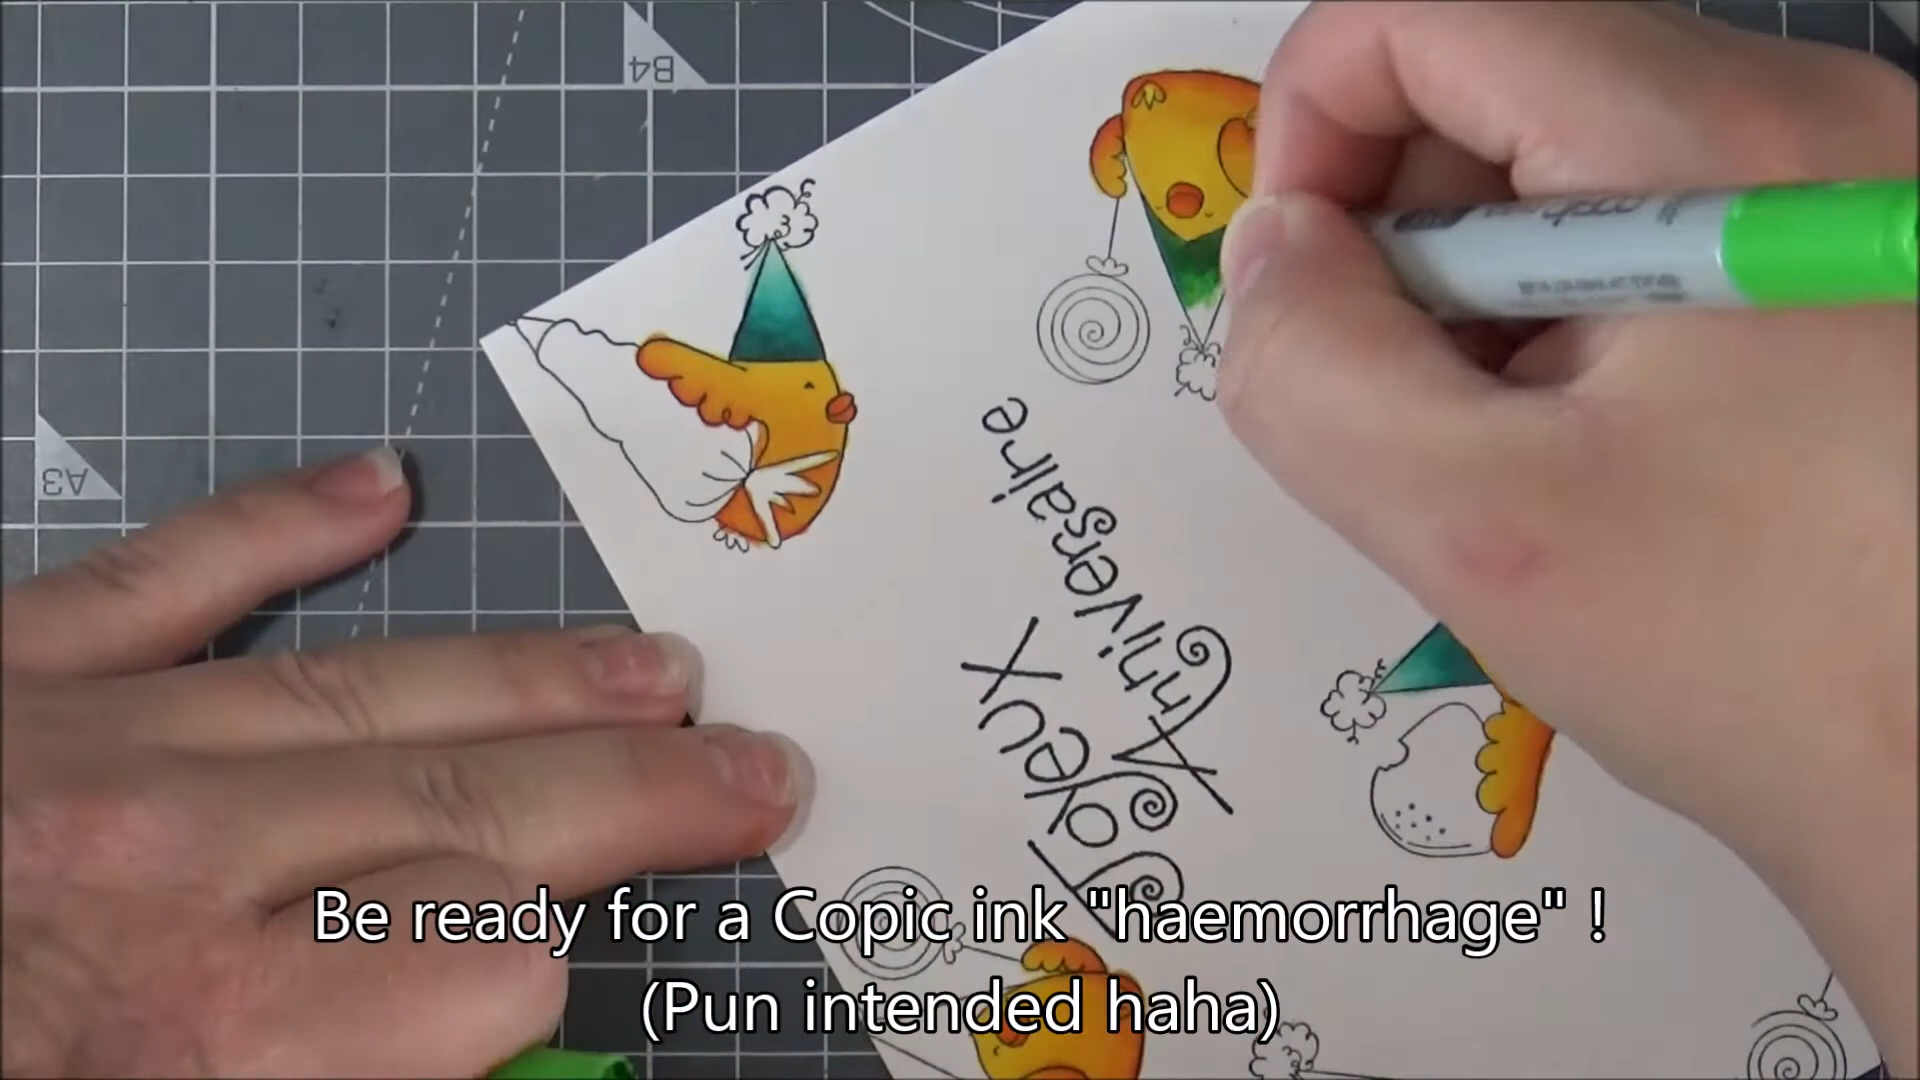 B4
A3
Joyeux
Anniversaire
Be ready for a Copic ink "haemorrhage" !
(Pun intended haha)